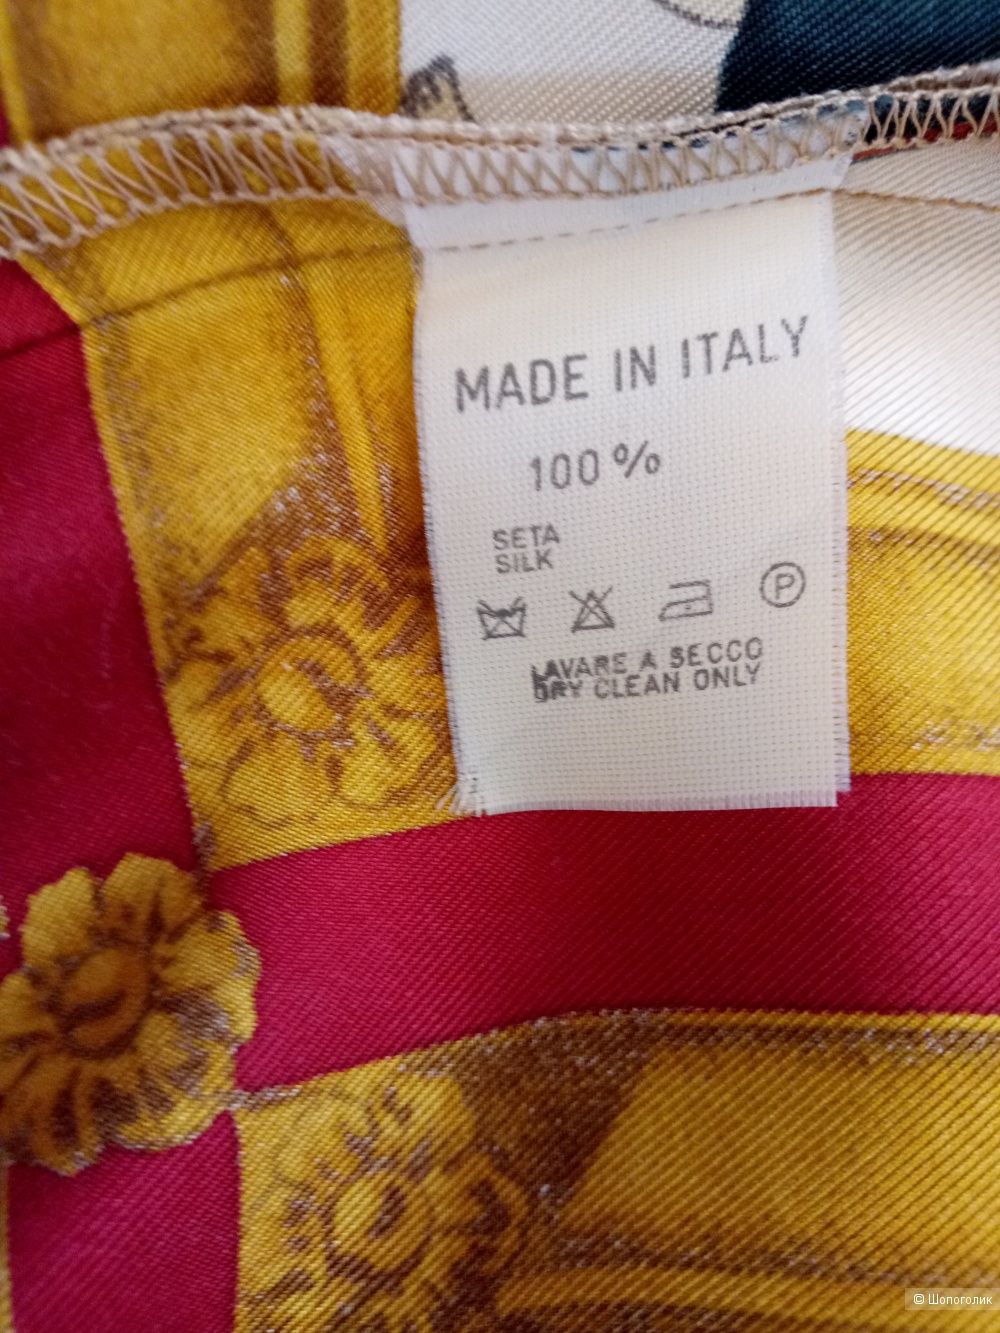 MADE IN ITALY
100%
SETA
SILK
P
LAVARE A SECCO
DRY CLEAN ONLY
© Шопоголик